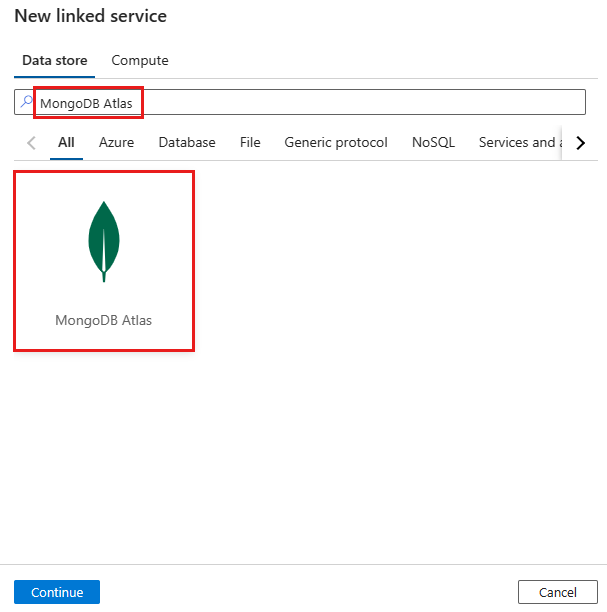 New linked service
Data store Compute
MongoDB Atlas
All Azure Database File Generic protocol NoSQL Services and
MongoDB Atlas
Continue Cancel